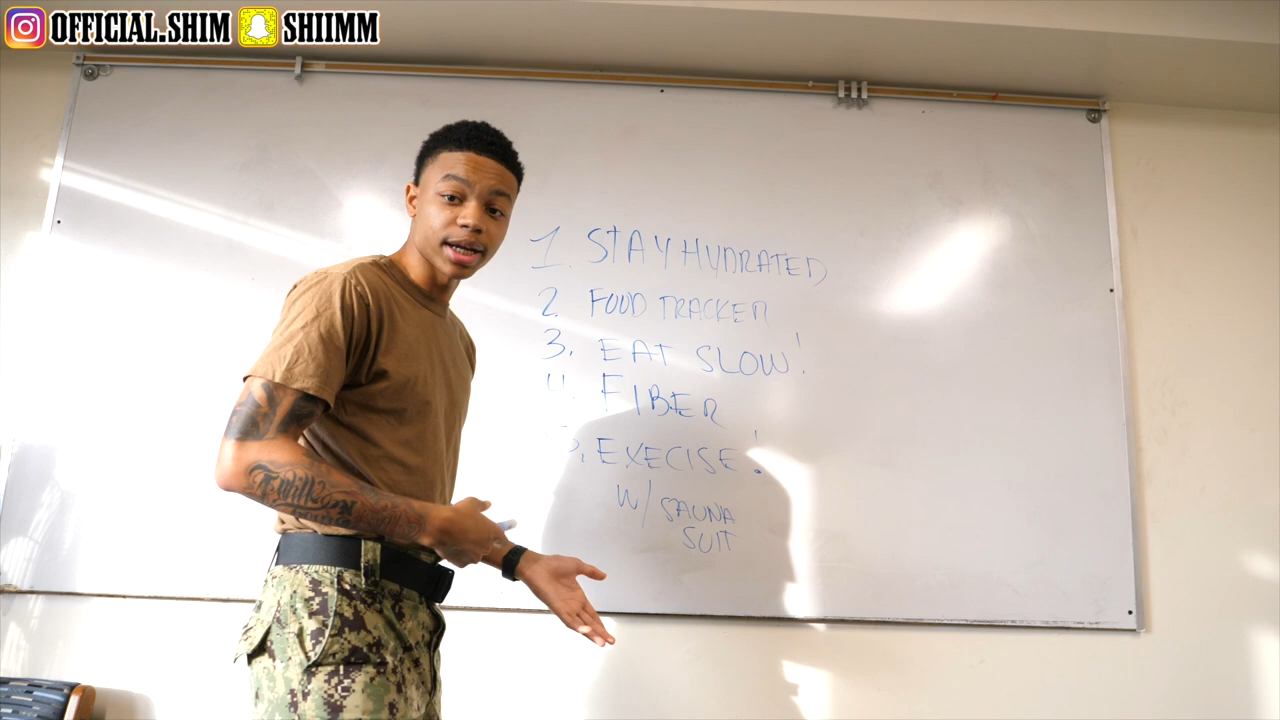 OFFICIAL.SHIM SHIIMM
1. STAY HYDRATED
2. FOOD TRACKER
3. EAT SLOW!
4. FIBER
5. EXECISE!
W/ SAUNA
SUIT